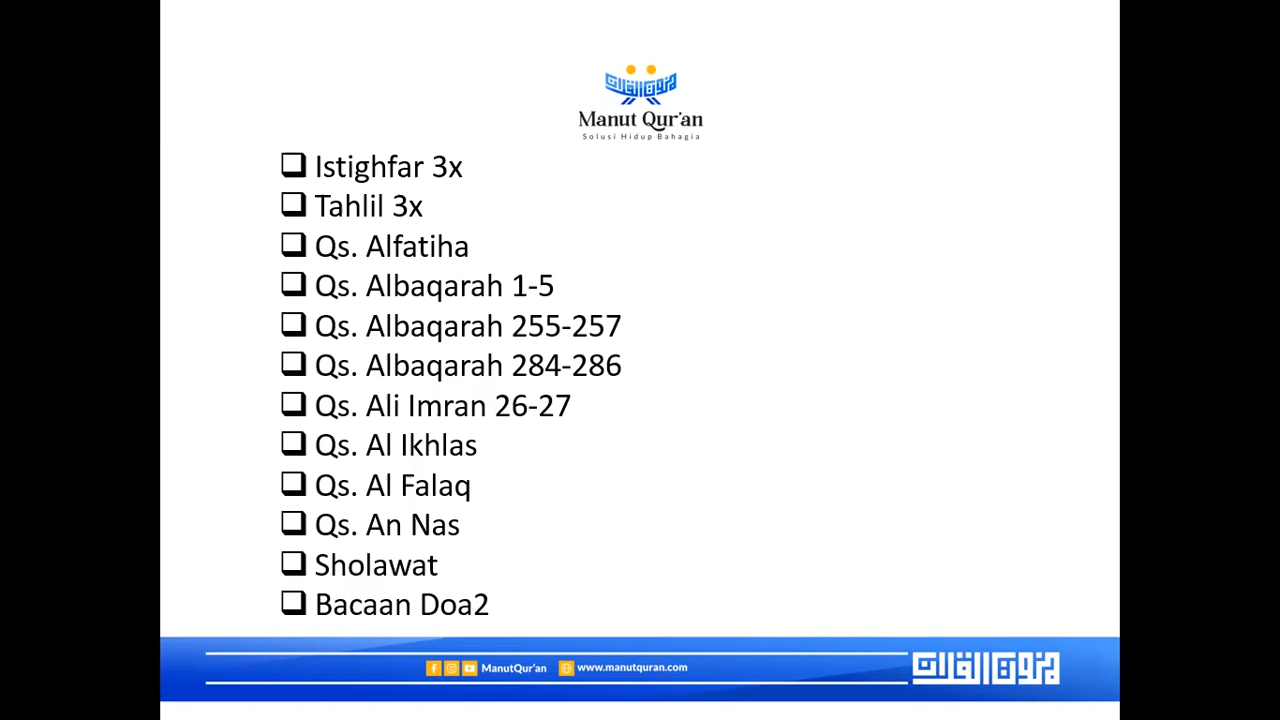 Manut Qur'an
Solusi Hidup Bahagia
Istighfar 3x
Tahlil 3x
Qs. Alfatiha
Qs. Albaqarah 1-5
Qs. Albaqarah 255-257
Qs. Albaqarah 284-286
Qs. Ali Imran 26-27
Qs. Al Ikhlas
Qs. Al Falaq
Qs. An Nas
Sholawat
Bacaan Doa2
ManutQur'an www.manutquran.com